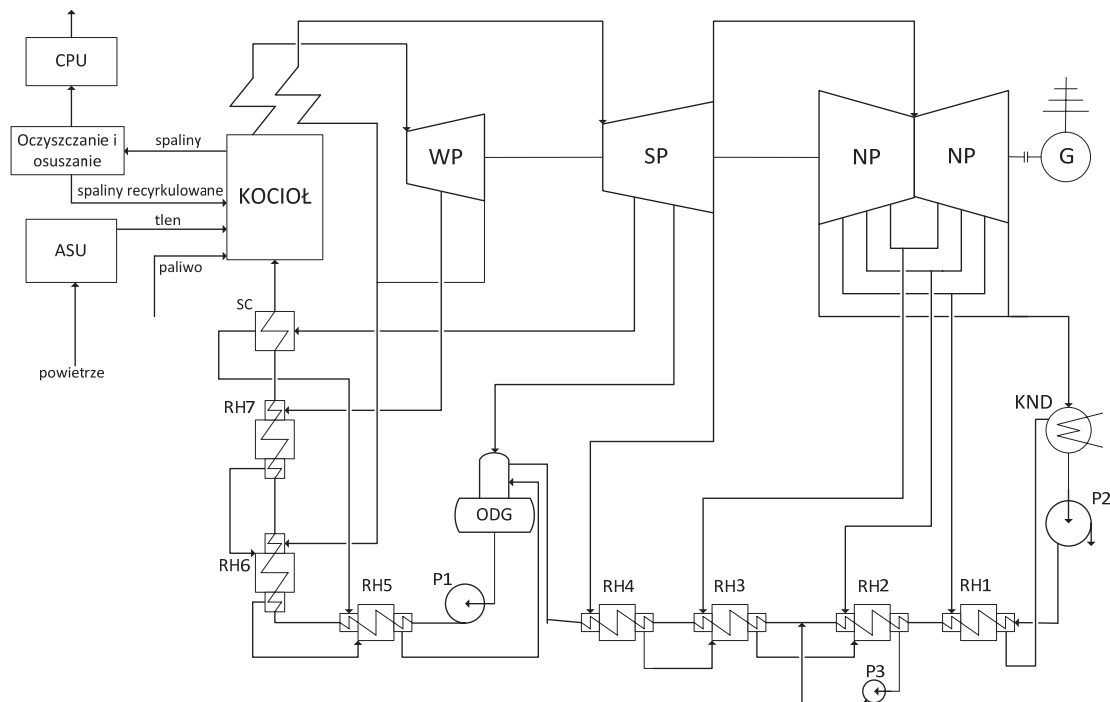 CPU
Oczyszczanie i
osuszanie
spaliny
spaliny recyrkulowane
KOCIOŁ
tlen
ASU
paliwo
powietrze
WP
SP
NP
NP
G
SC
RH7
RH6
RH5
P1
ODG
RH4
RH3
RH2
RH1
P3
KND
P2